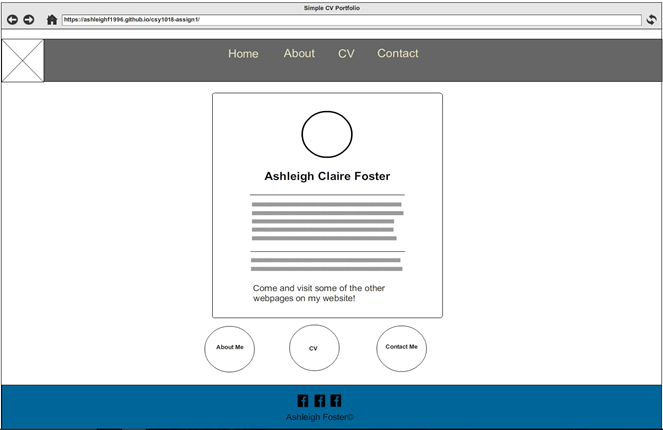 Simple CV Portfolio
https://ashleighf1996.github.io/csy1018-assign1/
Home About CV Contact
Ashleigh Claire Foster
Come and visit some of the other
webpages on my website!
About Me CV Contact Me
Ashleigh Foster©